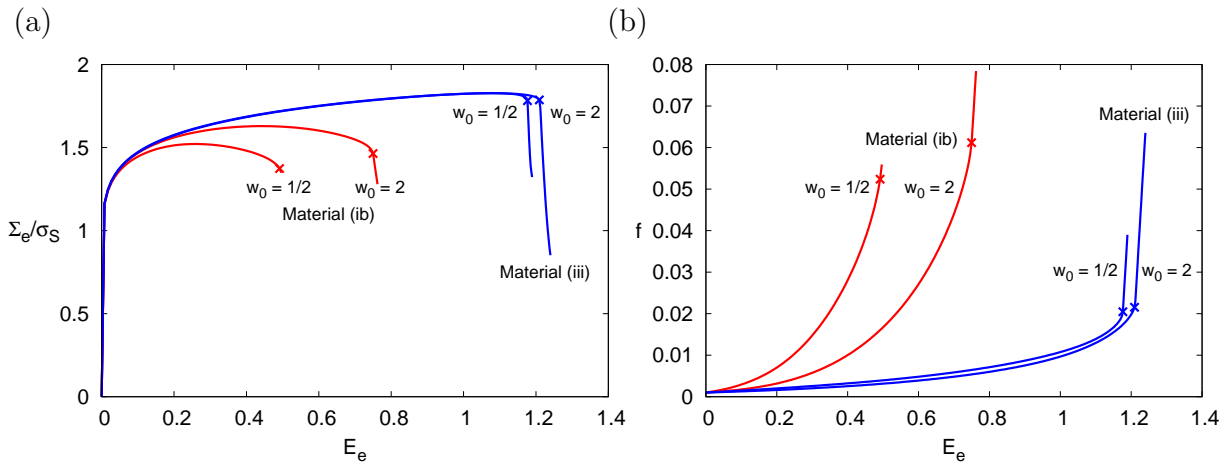 (a)
2
1.5
1
0.5
0
Σe/σS
w0 = 1/2
w0 = 2
w0 = 1/2
w0 = 2
Material (ib)
Material (iii)
0 0.2 0.4 0.6 0.8 1 1.2 1.4
Ee
(b)
0.08
0.07
0.06
0.05
0.04
0.03
0.02
0.01
0
f
Material (iii)
Material (ib)
w0 = 1/2
w0 = 2
w0 = 1/2
w0 = 2
0 0.2 0.4 0.6 0.8 1 1.2 1.4
Ee